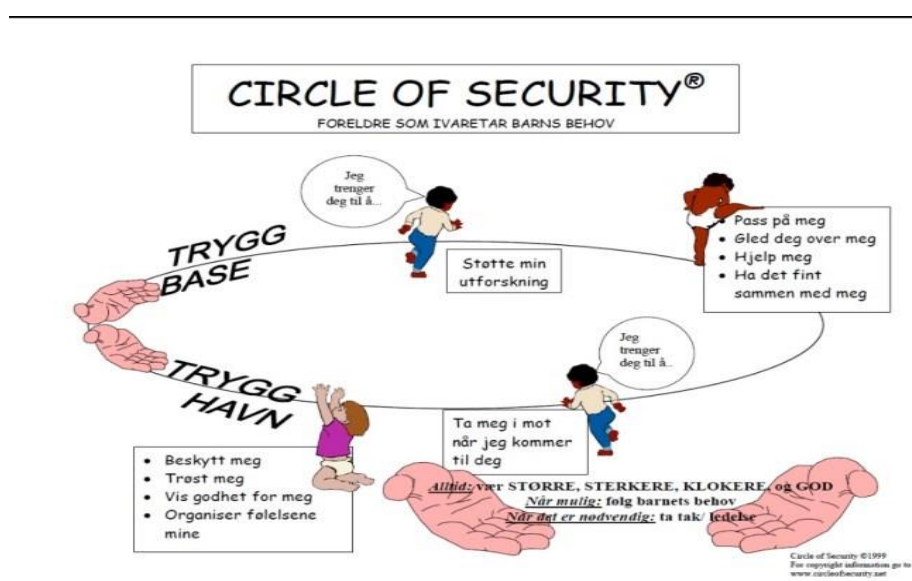 CIRCLE OF SECURITY®
FORELDRE SOM IVARETAR BARNS BEHOV
Jeg
trenger
deg til å...
TRYGG
BASE
Støtte min
utforskning
• Pass på meg
• Gled deg over meg
• Hjelp meg
• Ha det fint
sammen med meg
Jeg
trenger
deg til å...
TRYGG
HAVN
Ta meg i mot
når jeg kommer
til deg
• Beskytt meg
• Trøst meg
• Vis godhet for meg
• Organiser følelsene
mine
Alltid: vær STØRRE, STERKERE, KLOKERE, og GOD
Når mulig: følg barnets behov
Når det er nødvendig: ta tak/ ledelse
Circle of Security ©1999
For copyright information go to
www.circleofsecurity.net